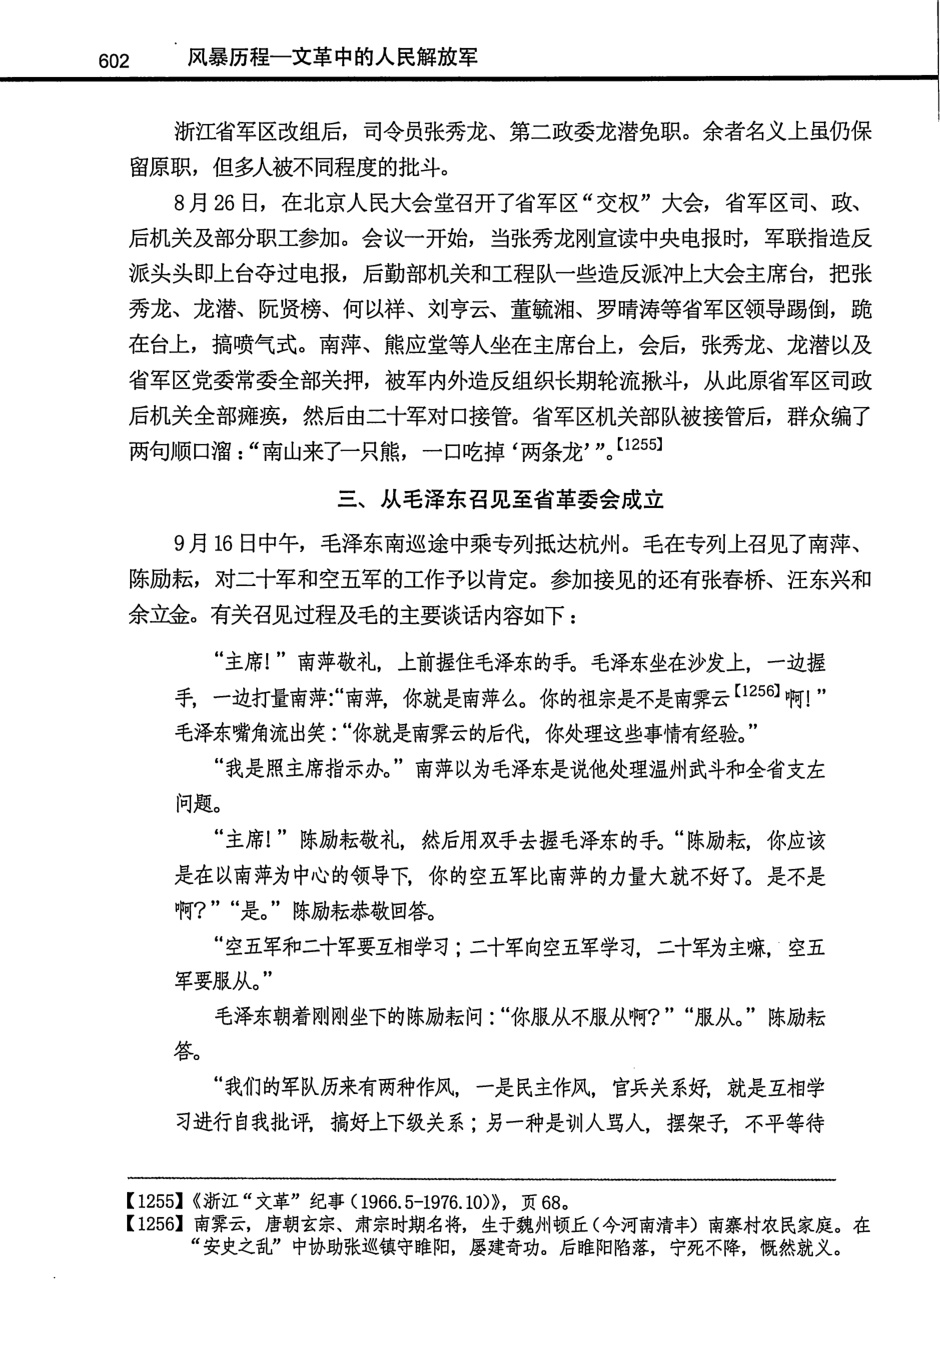 602 风暴历程—文革中的人民解放军
浙江省军区改组后，司令员张秀龙、第二政委龙潜免职。余者名义上虽仍保
留原职，但多人被不同程度的批斗。
8月26日，在北京人民大会堂召开了省军区“交权”大会，省军区司、政、
后机关及部分职工参加。会议一开始，当张秀龙刚宣读中央电报时，军联指造反
派头头即上台夺过电报，后勤部机关和工程队一些造反派冲上大会主席台，把张
秀龙、龙潜、阮贤榜、何以祥、刘亨云、董毓湘、罗晴涛等省军区领导踢倒，跪
在台上，搞喷气式。南萍、熊应堂等人坐在主席台上，会后，张秀龙、龙潜以及
省军区党委常委全部关押，被军内外造反组织长期轮流揪斗，从此原省军区司政
后机关全部瘫痪，然后由二十军对口接管。省军区机关部队被接管后，群众编了
两句顺口溜：“南山来了一只熊，一口吃掉‘两条龙’”。【1255】
三、从毛泽东召见至省革委会成立
9月16日中午，毛泽东南巡途中乘专列抵达杭州。毛在专列上召见了南萍、
陈励耘，对二十军和空五军的工作予以肯定。参加接见的还有张春桥、汪东兴和
余立金。有关召见过程及毛的主要谈话内容如下：
“主席！”南萍敬礼，上前握住毛泽东的手。毛泽东坐在沙发上，一边握
手，一边打量南萍：“南萍，你就是南萍么。你的祖宗是不是南霁云【1256】啊！”
毛泽东嘴角流出笑：“你就是南霁云的后代，你处理这些事情有经验。”
“我是照主席指示办。”南萍以为毛泽东是说他处理温州武斗和全省支左
问题。
“主席！”陈励耘敬礼，然后用双手去握毛泽东的手。“陈励耘，你应该
是在以南萍为中心的领导下，你的空五军比南萍的力量大就不好了。是不是
啊？”“是。”陈励耘恭敬回答。
“空五军和二十军要互相学习；二十军向空五军学习，二十军为主嘛，空五
军要服从。”
毛泽东朝着刚刚坐下的陈励耘问：“你服从不服从啊？”“服从。”陈励耘
答。
“我们的军队历来有两种作风，一是民主作风，官兵关系好，就是互相学
习进行自我批评，搞好上下级关系；另一种是训人骂人，摆架子，不平等待
【1255】《浙江“文革”纪事（1966.5-1976.10）》，页68。
【1256】南霁云，唐朝玄宗、肃宗时期名将，生于魏州顿丘（今河南清丰）南寨村农民家庭。在
“安史之乱”中协助张巡镇守睢阳，屡建奇功。后睢阳陷落，宁死不降，慨然就义。